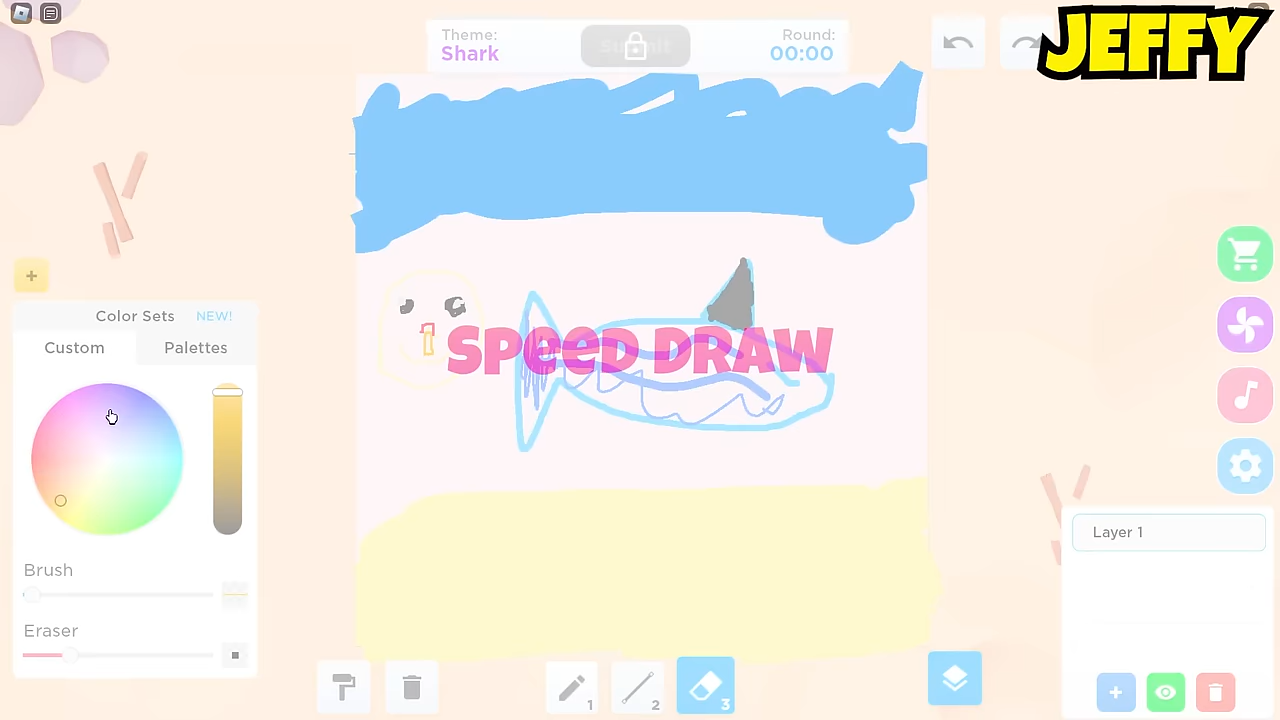 Theme:
Shark
Submit
Round:
00:00
JEFFY
SPEED DRAW
+
Color Sets
NEW!
Custom
Palettes
Brush
Eraser
Layer 1
1
2
3
+